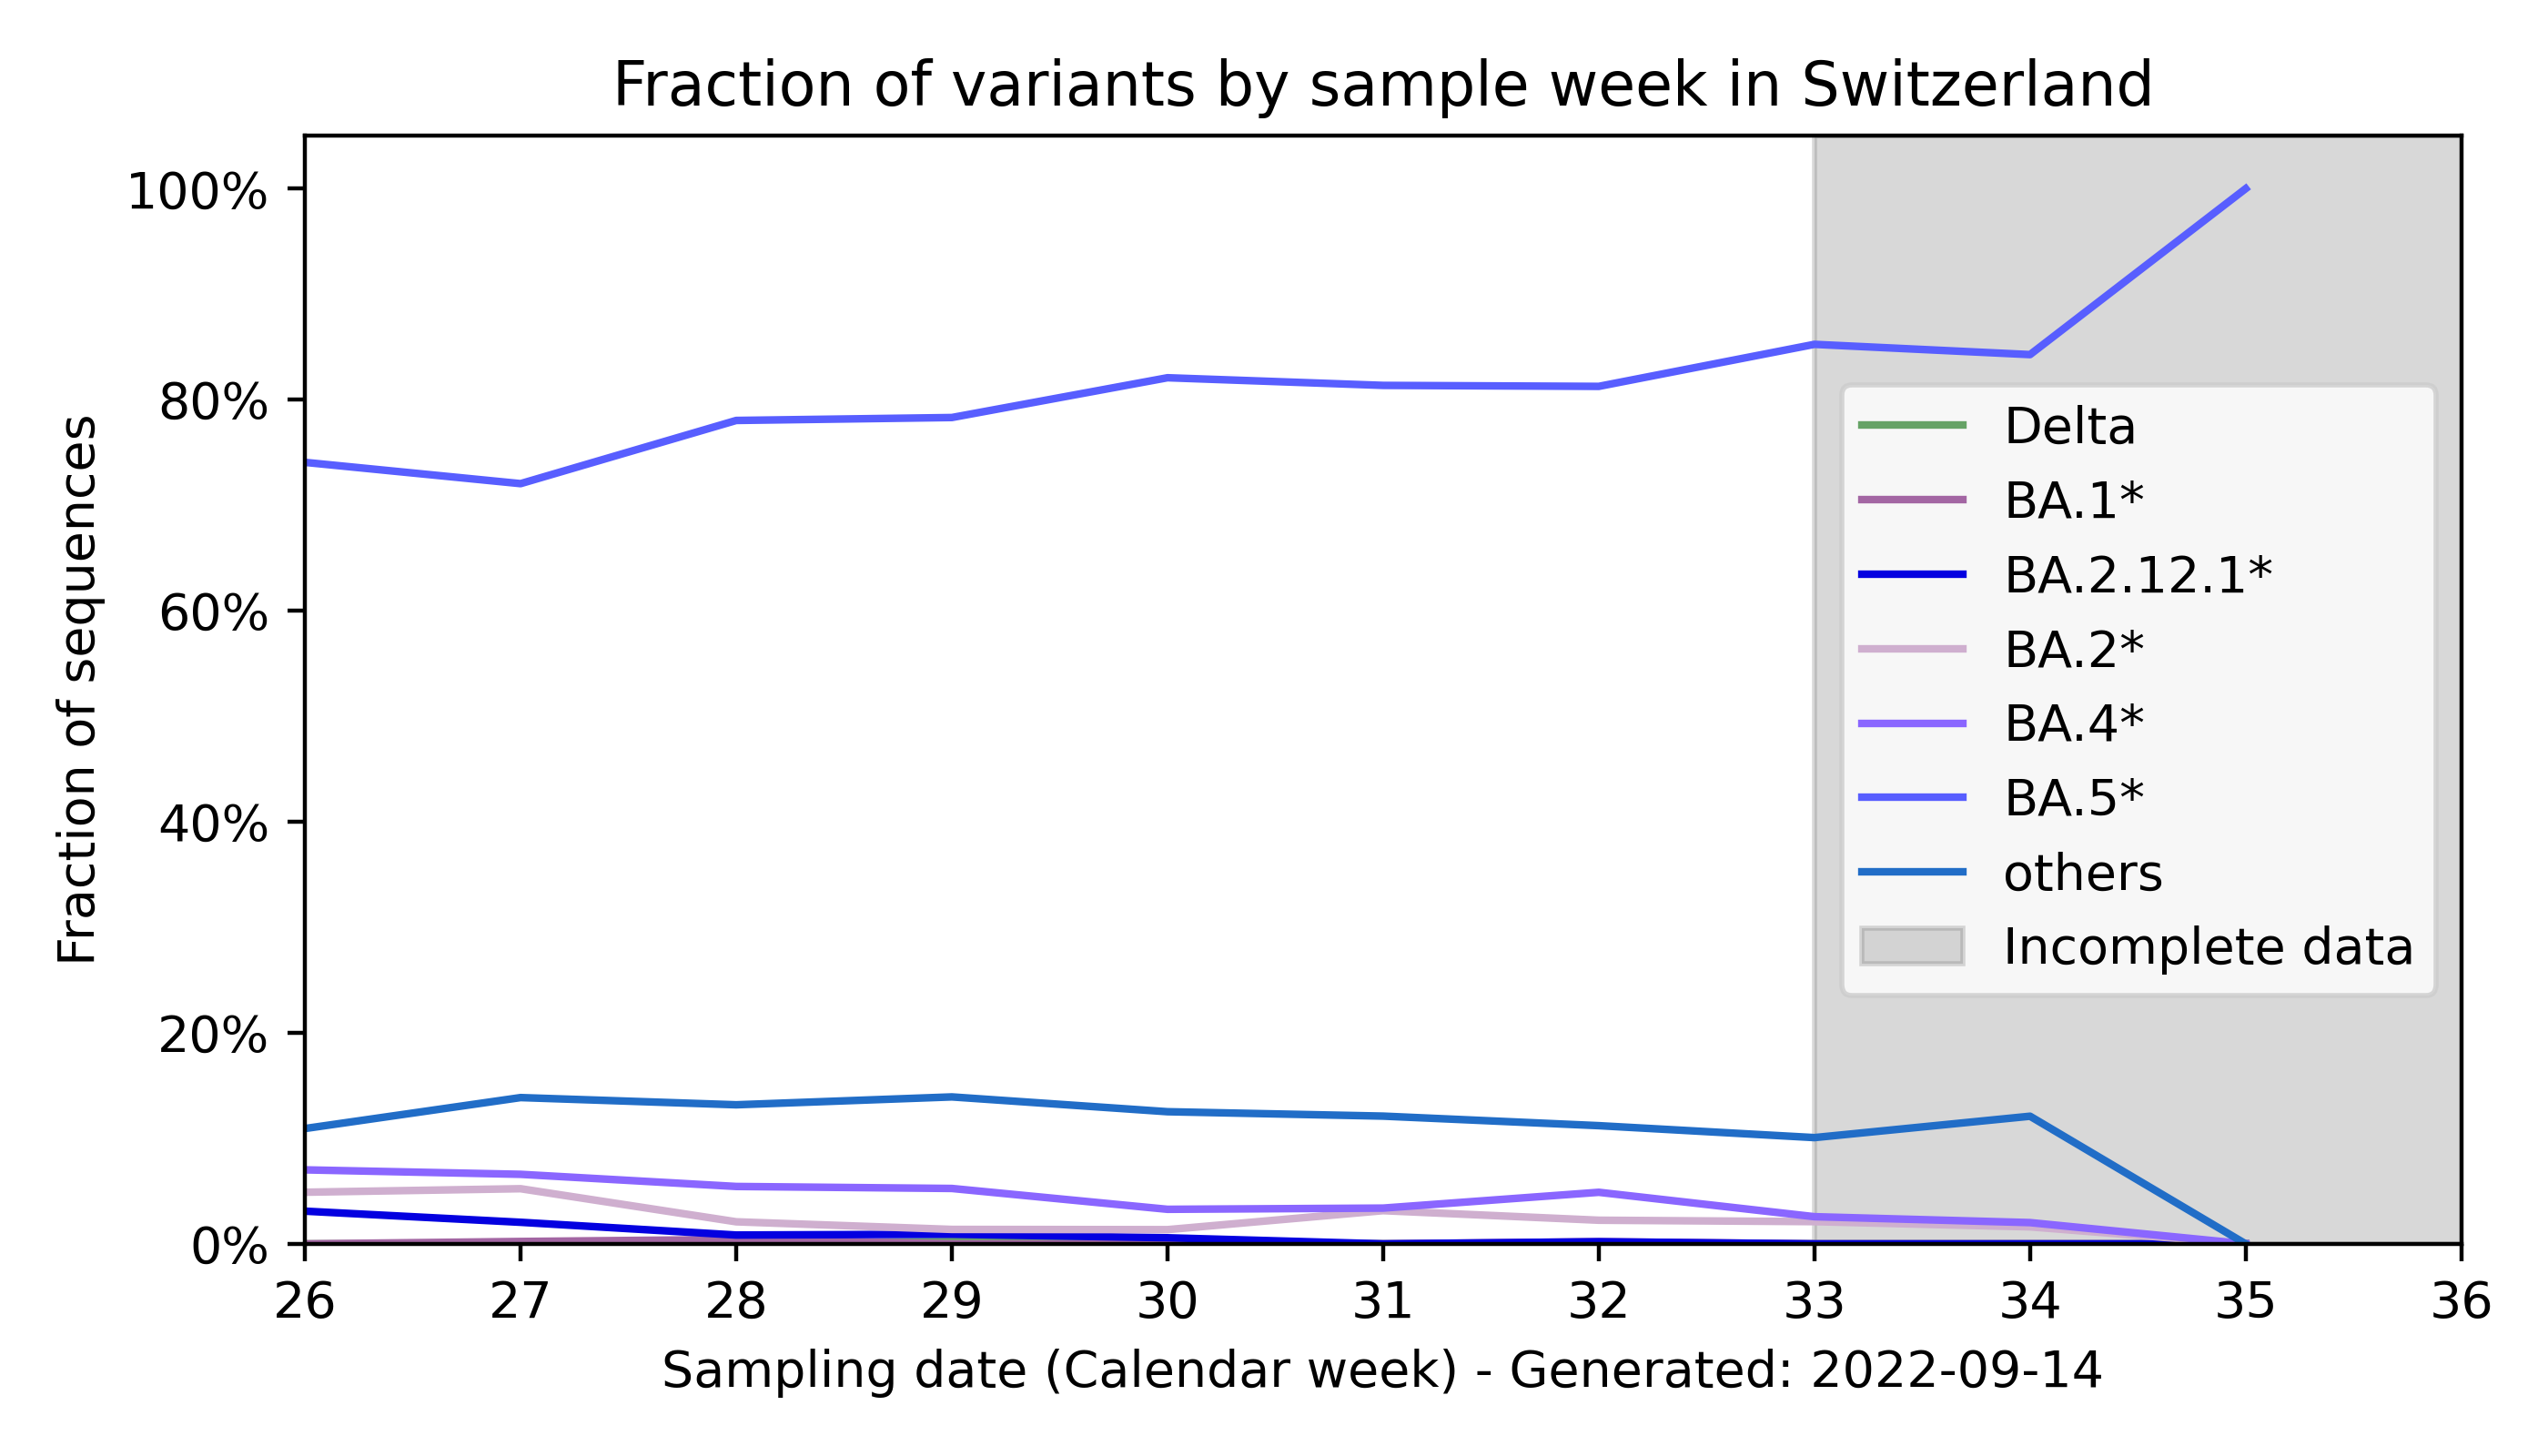 Fraction of variants by sample week in Switzerland
100%
80%
60%
40%
20%
0%
Fraction of sequences
Delta
BA.1*
BA.2.12.1*
BA.2*
BA.4*
BA.5*
others
Incomplete data
26 27 28 29 30 31 32 33 34 35 36
Sampling date (Calendar week) - Generated: 2022-09-14